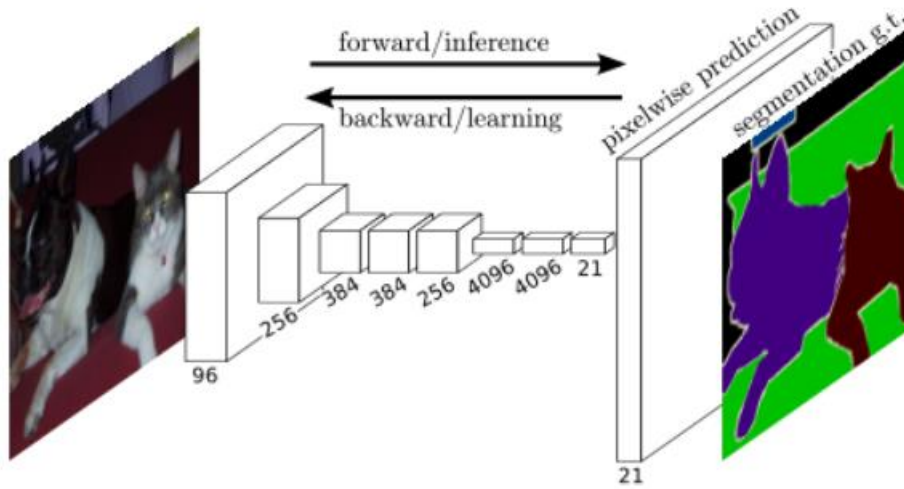 forward/inference
backward/learning
pixelwise prediction
segmentation g.t.
96
256
384
384
256
4096
4096
21
21